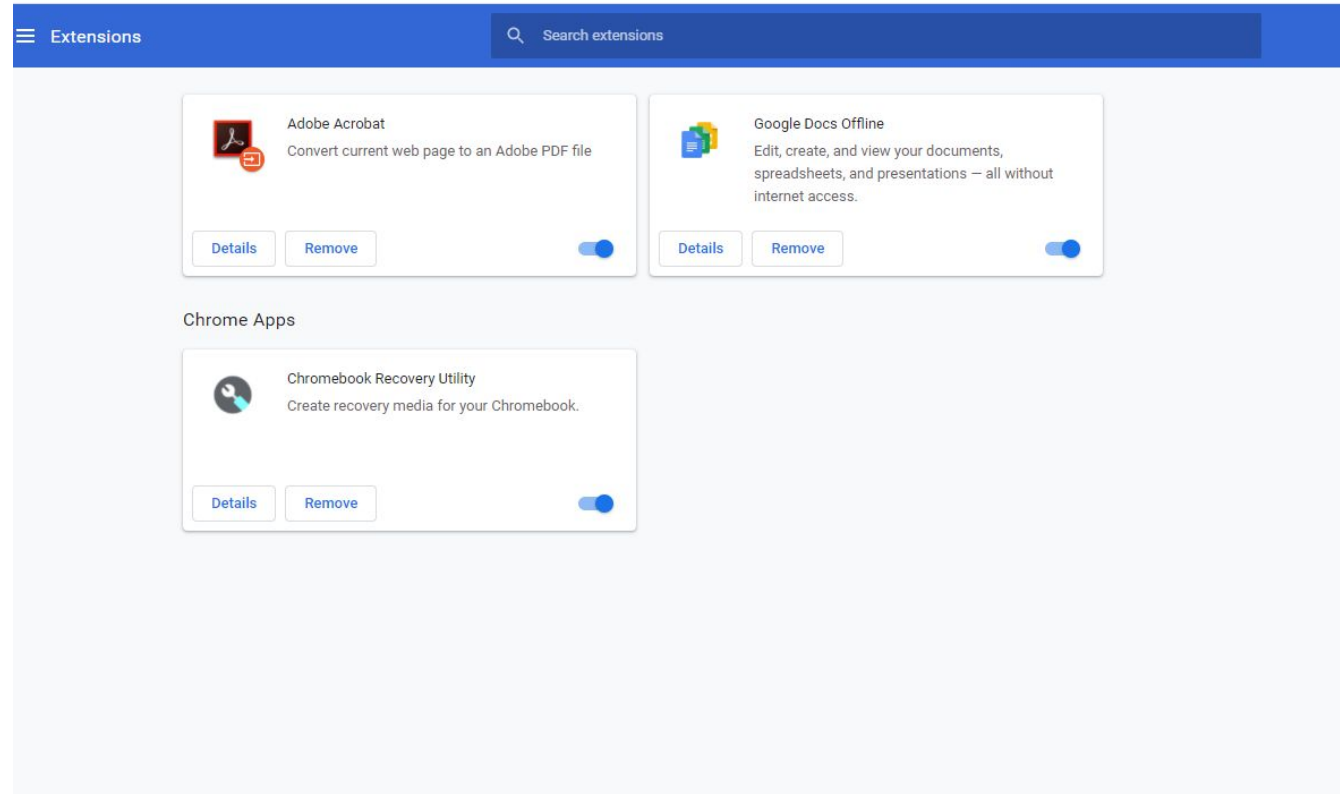 Extensions
Search extensions
Adobe Acrobat
Convert current web page to an Adobe PDF file
Details
Remove
Google Docs Offline
Edit, create, and view your documents,
spreadsheets, and presentations — all without
internet access.
Details
Remove
Chrome Apps
Chromebook Recovery Utility
Create recovery media for your Chromebook.
Details
Remove